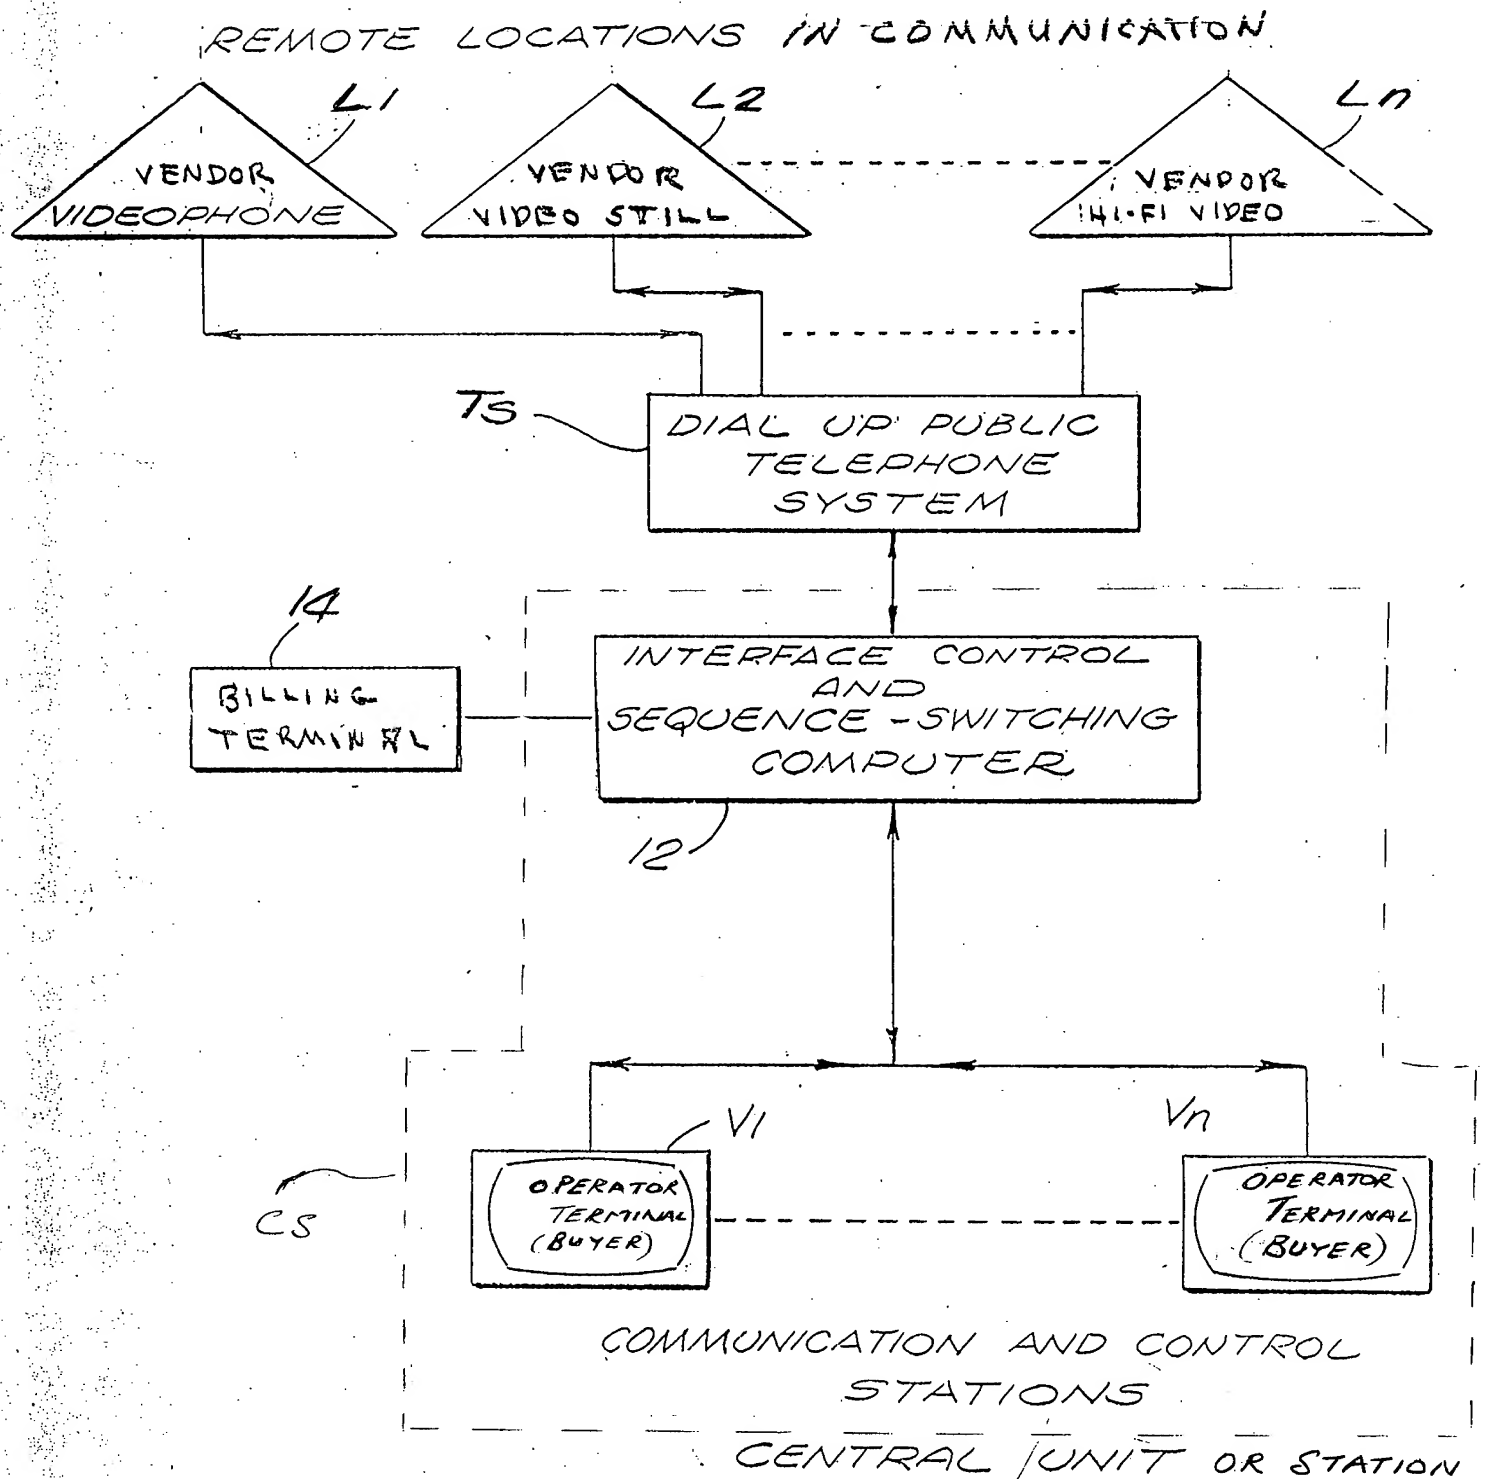 REMOTE LOCATIONS IN COMMUNICATION
L1
L2
Ln
VENDOR
VIDEOPHONE
VENDOR
VIDEO STILL
VENDOR
HI-FI VIDEO
TS
DIAL UP PUBLIC
TELEPHONE
SYSTEM
14
BILLING
TERMINAL
INTERFACE CONTROL
AND
SEQUENCE-SWITCHING
COMPUTER
12
V1
Vn
OPERATOR
TERMINAL
(BUYER)
OPERATOR
TERMINAL
(BUYER)
CS
COMMUNICATION AND CONTROL
STATIONS
CENTRAL UNIT OR STATION